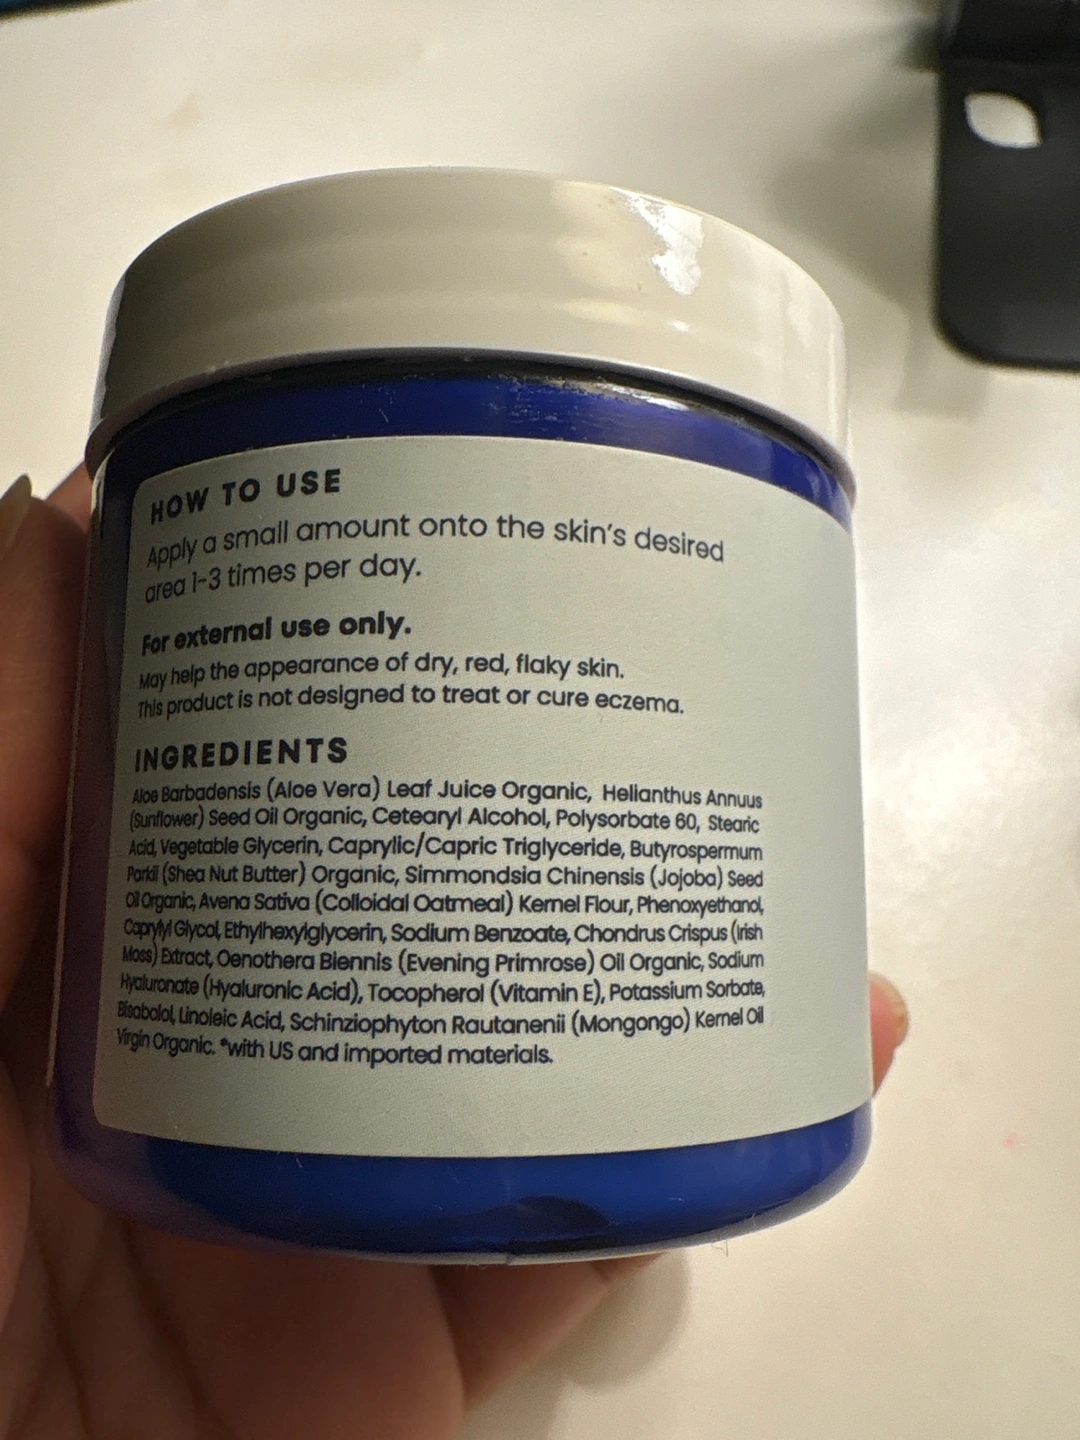 HOW TO USE
Apply a small amount onto the skin's desired
area 1-3 times per day.
For external use only.
May help the appearance of dry, red, flaky skin.
This product is not designed to treat or cure eczema.
INGREDIENTS
Aloe Barbadensis (Aloe Vera) Leaf Juice Organic, Helianthus Annuus
(Sunflower) Seed Oil Organic, Cetearyl Alcohol, Polysorbate 60, Stearic
Acid, Vegetable Glycerin, Caprylic/Capric Triglyceride, Butyrospermum
Parkii (Shea Nut Butter) Organic, Simmondsia Chinensis (Jojoba) Seed
Oil Organic, Avena Sativa (Colloidal Oatmeal) Kernel Flour, Phenoxyethanol,
Caprylyl Glycol, Ethylhexylglycerin, Sodium Benzoate, Chondrus Crispus (Irish
Moss) Extract, Oenothera Biennis (Evening Primrose) Oil Organic, Sodium
Hyaluronate (Hyaluronic Acid), Tocopherol (Vitamin E), Potassium Sorbate,
Bisabolol, Linoleic Acid, Schinziophyton Rautanenii (Mongongo) Kernel Oil
Virgin Organic. *with US and imported materials.